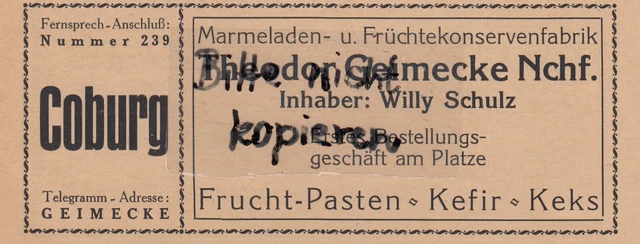 Fernsprech-Anschluß:
Nummer 239
Coburg
Telegramm-Adresse:
GEIMECKE
Marmeladen- u. Früchtekonservenfabrik
Theodor Geimecke Nchf.
Inhaber: Willy Schulz
Erstes Bestellungs-
geschäft am Platze
Frucht-Pasten Kefir Keks
Bitte nicht
kopieren